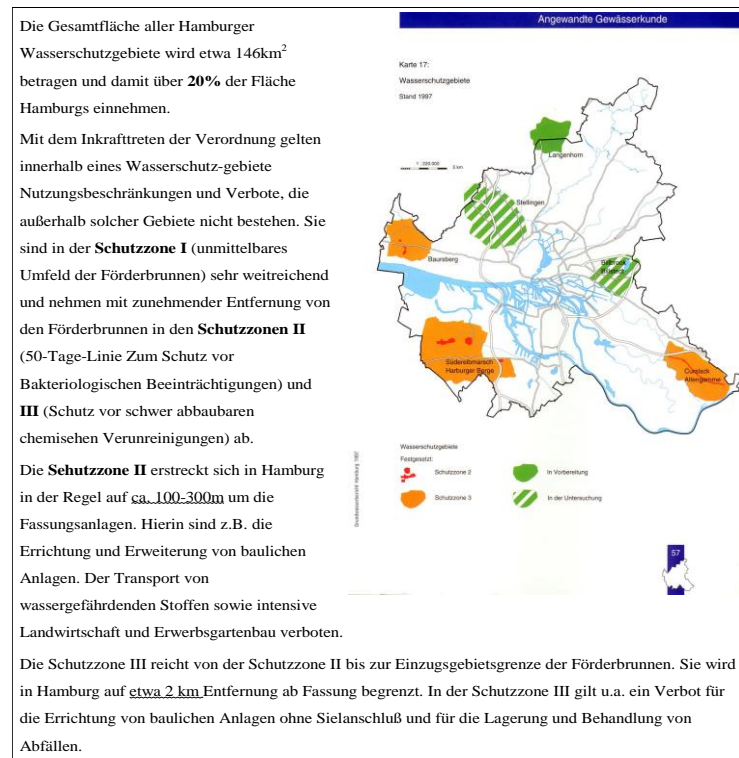 Die Gesamtfläche aller Hamburger
Wasserschutzgebiete wird etwa 146km²
betragen und damit über 20% der Fläche
Hamburgs einnehmen.
Mit dem Inkrafttreten der Verordnung gelten
innerhalb eines Wasserschutz-gebiete
Nutzungsbeschränkungen und Verbote, die
außerhalb solcher Gebiete nicht bestehen. Sie
sind in der Schutzzone I (unmittelbares
Umfeld der Förderbrunnen) sehr weitreichend
und nehmen mit zunehmender Entfernung von
den Förderbrunnen in den Schutzzonen II
(50-Tage-Linie Zum Schutz vor
Bakteriologischen Beeinträchtigungen) und
III (Schutz vor schwer abbaubaren
chemisehen Verunreinigungen) ab.
Die Sehutzzone II erstreckt sich in Hamburg
in der Regel auf ca. 100-300m um die
Fassungsanlagen. Hierin sind z.B. die
Errichtung und Erweiterung von baulichen
Anlagen. Der Transport von
wassergefährdenden Stoffen sowie intensive
Landwirtschaft und Erwerbsgartenbau verboten.
Die Schutzzone III reicht von der Schutzzone II bis zur Einzugsgebietsgrenze der Förderbrunnen. Sie wird
in Hamburg auf etwa 2 km Entfernung ab Fassung begrenzt. In der Schutzzone III gilt u.a. ein Verbot für
die Errichtung von baulichen Anlagen ohne Sielanschluß und für die Lagerung und Behandlung von
Abfällen.
Angewandte Gewässerkunde
Karte 17:
Wasserschutzgebiete
Stand 1997
5 km
Langenhorn
Stellingen
Baursberg
Billbrook
Billstedt
Süderelbmarsch
Harburger Berge
Curslack
Altengamme
Wasserschutzgebiete
Festgesetzt:
Schutzzone 2
Schutzzone 3
In Vorbereitung
In der Untersuchung
57